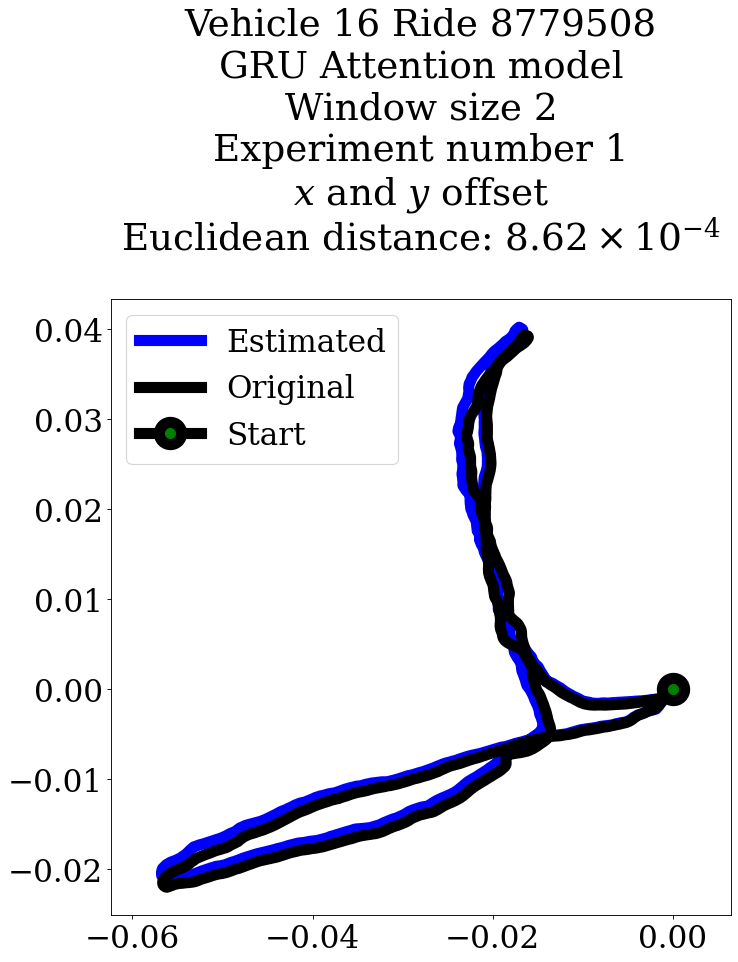 Vehicle 16 Ride 8779508
GRU Attention model
Window size 2
Experiment number 1
x and y offset
Euclidean distance: 8.62 × 10⁻⁴
Estimated
Original
Start
0.04
0.03
0.02
0.01
0.00
−0.01
−0.02
−0.06 −0.04 −0.02 0.00